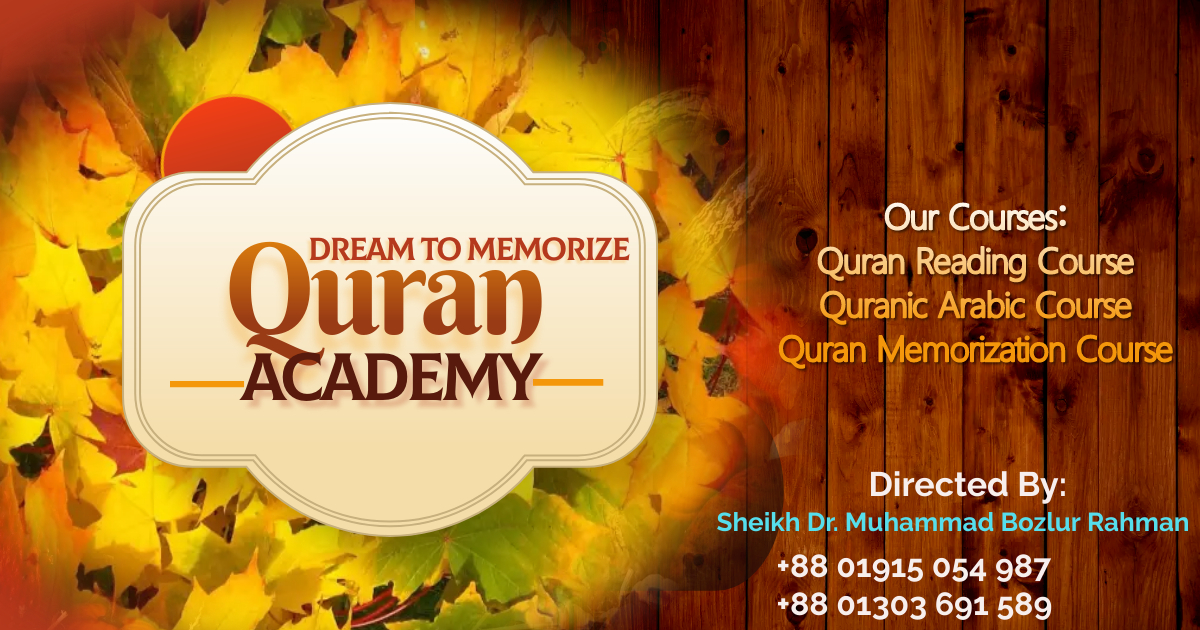 DREAM TO MEMORIZE
Quran
ACADEMY
Our Courses:
Quran Reading Course
Quranic Arabic Course
Quran Memorization Course
Directed By:
Sheikh Dr. Muhammad Bozlur Rahman
+88 01915 054 987
+88 01303 691 589